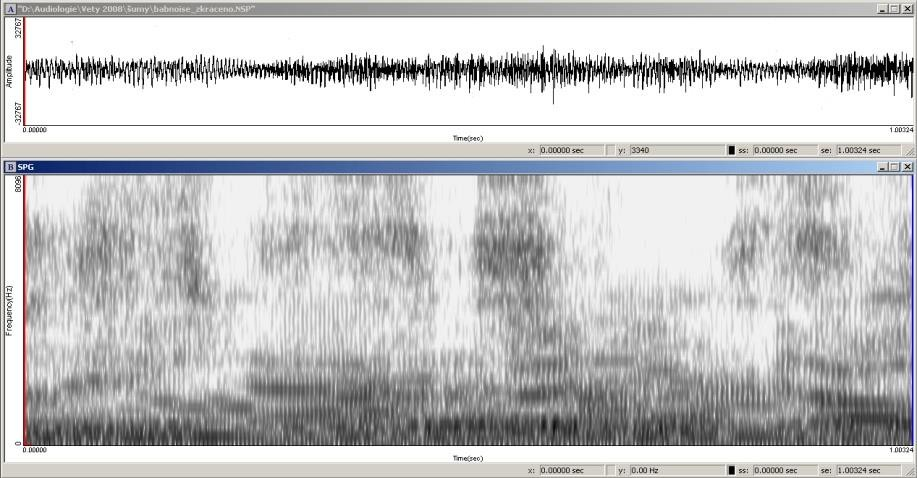 A "D:\Audiologie\Vety 2008\šumy\babnoise_zkraceno.NSP"
32767
Amplitude
-32767
0.00000 1.00324
Time(sec)
x: 0.00000 sec y: 3340 ss: 0.00000 sec se: 1.00324 sec
B SPG
8096
Frequency(Hz)
0
0.00000 1.00324
Time(sec)
x: 0.00000 sec y: 0.00 Hz ss: 0.00000 sec se: 1.00324 sec